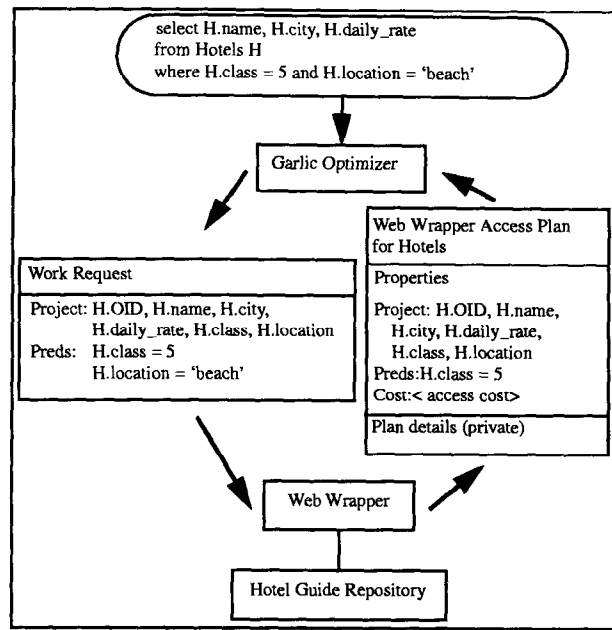 select H.name, H.city, H.daily_rate
from Hotels H
where H.class = 5 and H.location = ‘beach’
Garlic Optimizer
Work Request
Project: H.OID, H.name, H.city,
H.daily_rate, H.class, H.location
Preds: H.class = 5
H.location = ‘beach’
Web Wrapper Access Plan
for Hotels
Properties
Project: H.OID, H.name,
H.city, H.daily_rate,
H.class, H.location
Preds:H.class = 5
Cost:< access cost>
Plan details (private)
Web Wrapper
Hotel Guide Repository